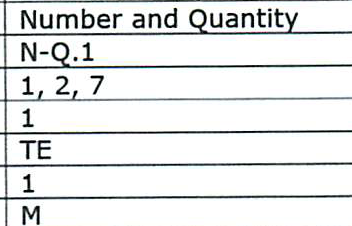 Number and Quantity
N-Q.1
1, 2, 7
1
TE
1
M